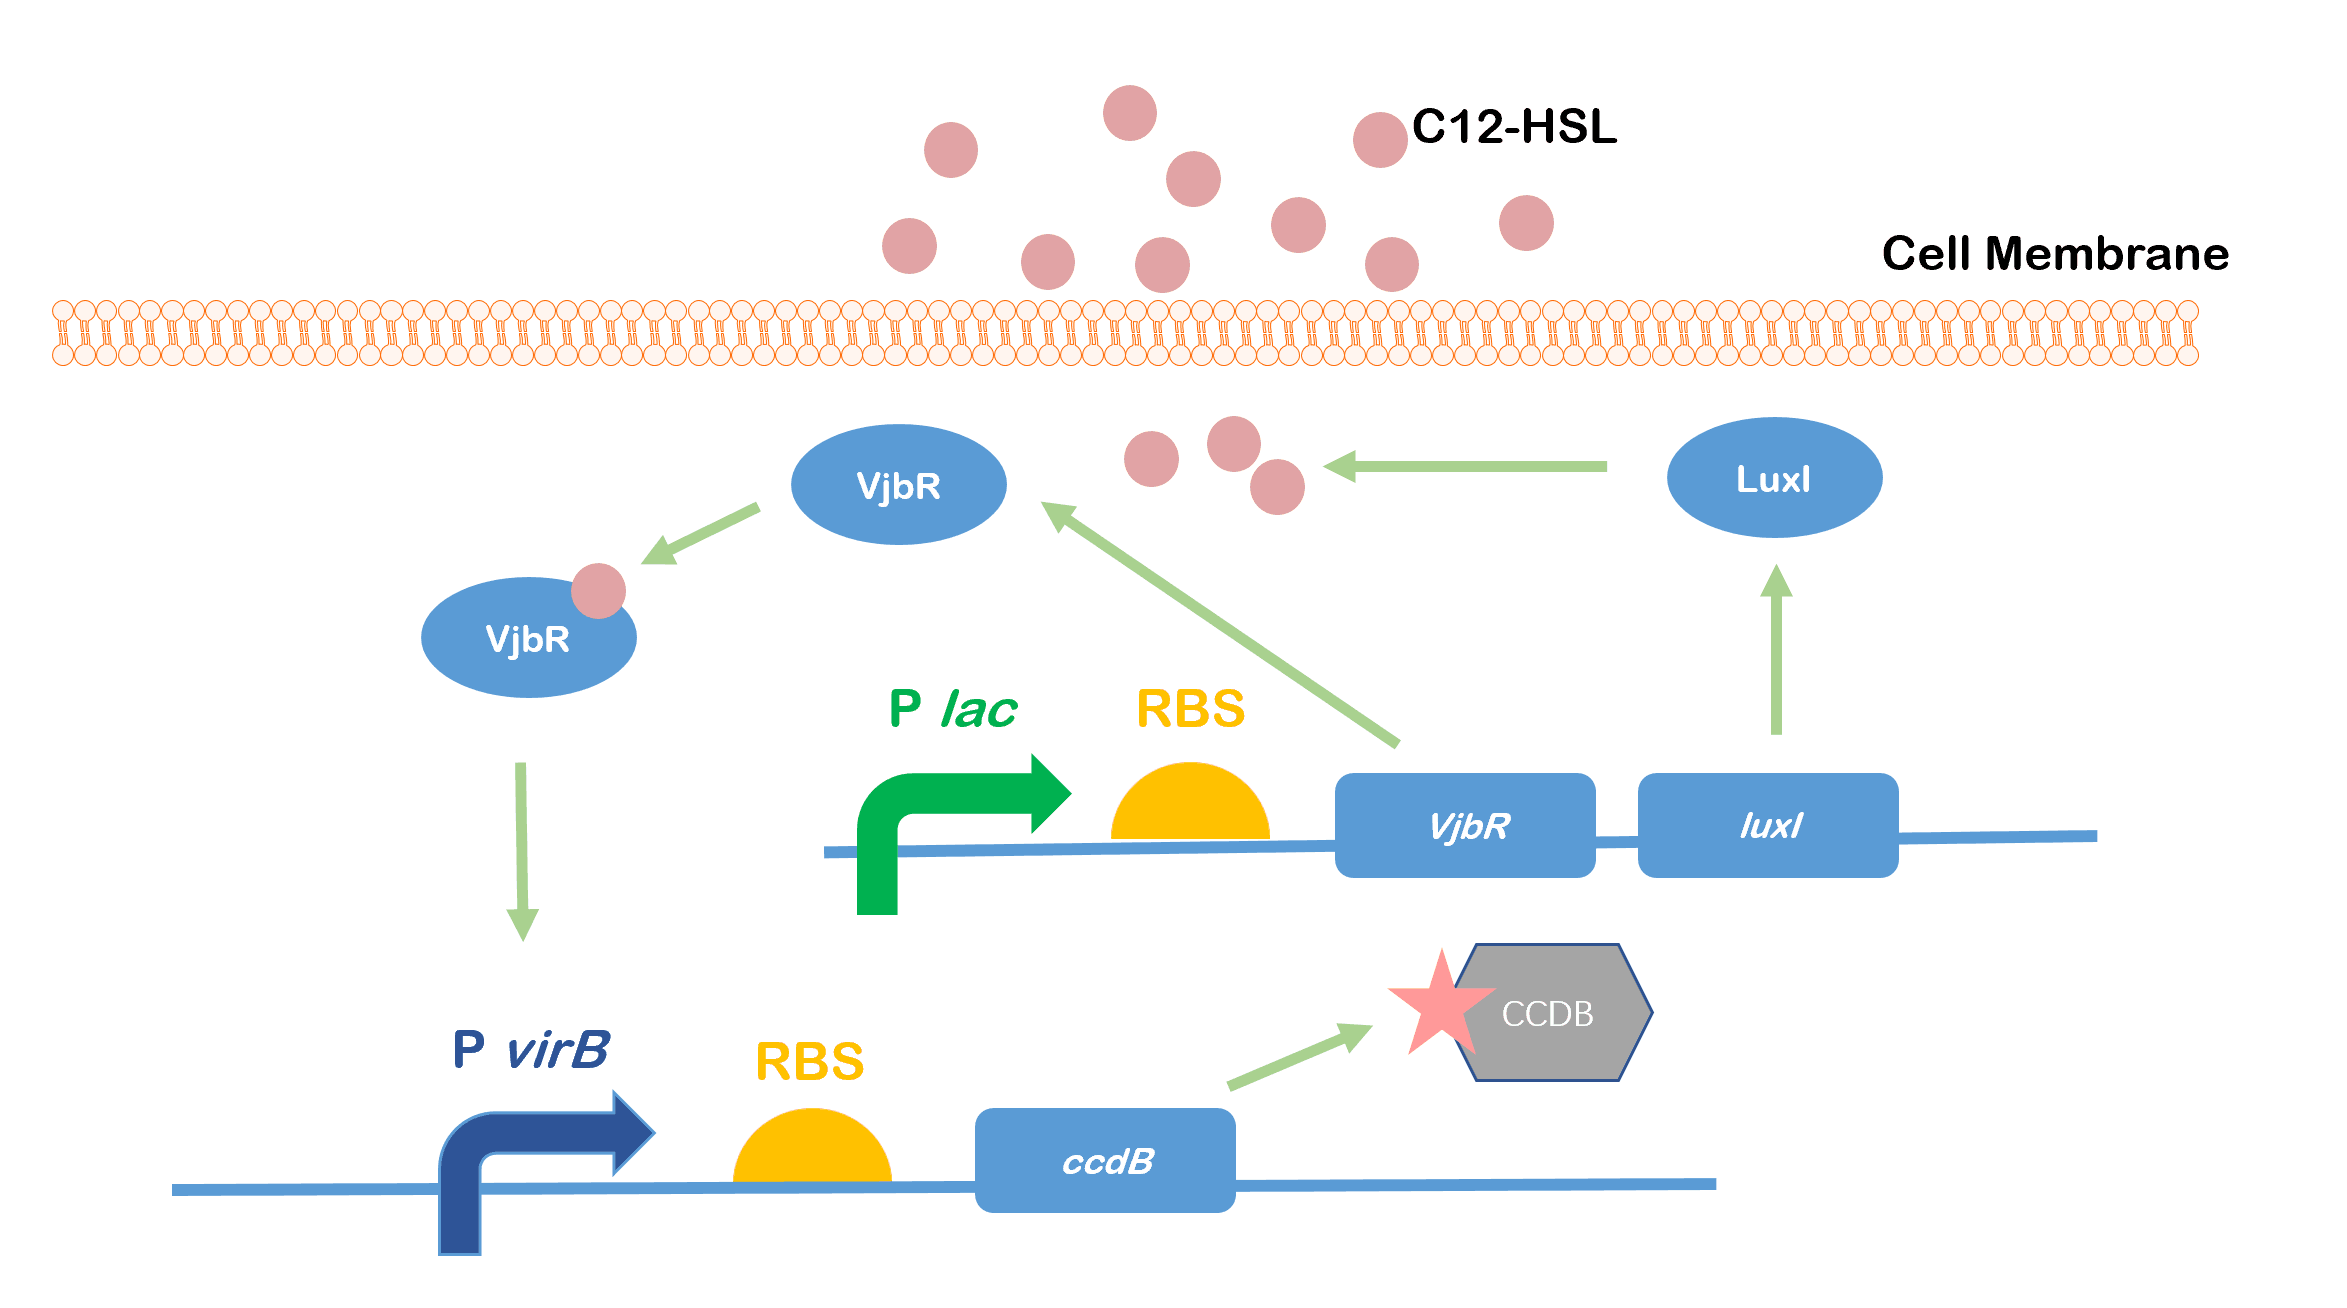 C12-HSL
Cell Membrane
VjbR
LuxI
VjbR
P lac
RBS
VjbR
luxI
CCDB
P virB
RBS
ccdB